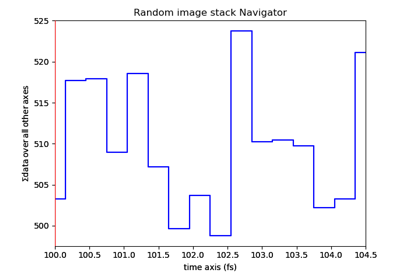 Random image stack Navigator
525
520
515
510
505
500
Σdata over all other axes
100.0 100.5 101.0 101.5 102.0 102.5 103.0 103.5 104.0 104.5
time axis (fs)